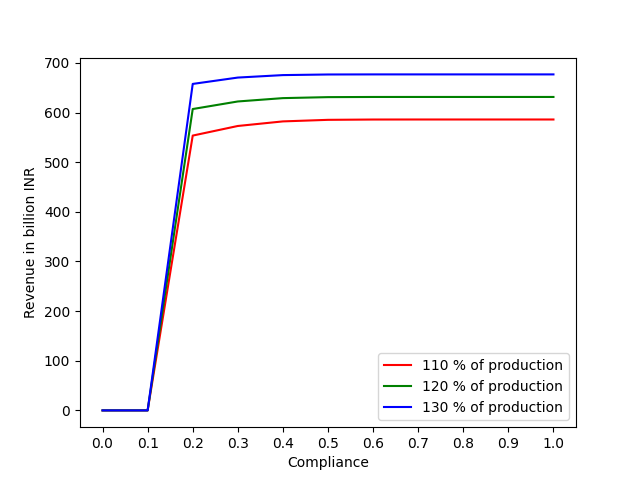 700
600
500
400
300
200
100
0
Revenue in billion INR
110 % of production
120 % of production
130 % of production
0.0 0.1 0.2 0.3 0.4 0.5 0.6 0.7 0.8 0.9 1.0
Compliance